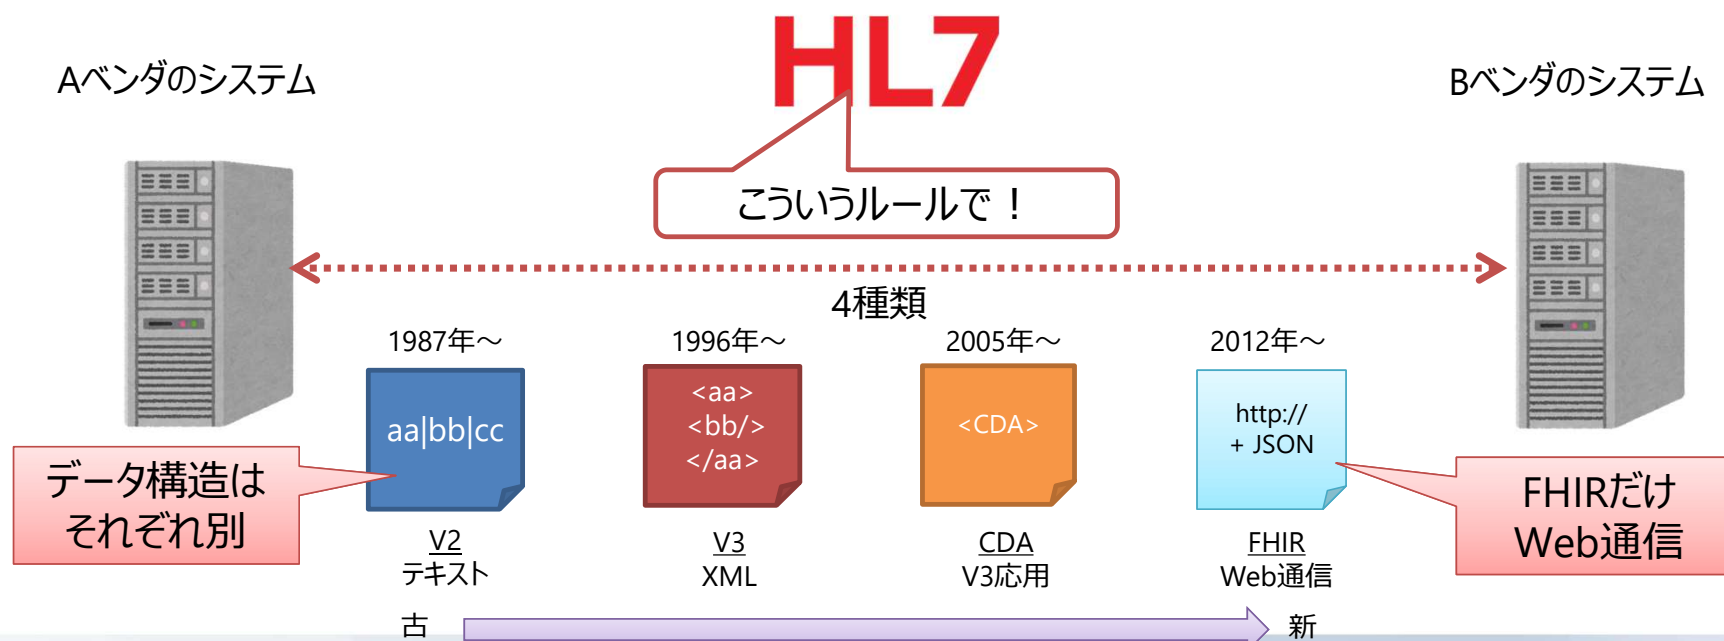 HL7
Aベンダのシステム
Bベンダのシステム
こういうルールで！
4種類
1987年～
1996年～
2005年～
2012年～
aa|bb|cc
<aa>
<bb/>
</aa>
<CDA>
http://
+ JSON
データ構造は
それぞれ別
FHIRだけ
Web通信
V2
テキスト
V3
XML
CDA
V3応用
FHIR
Web通信
古
新